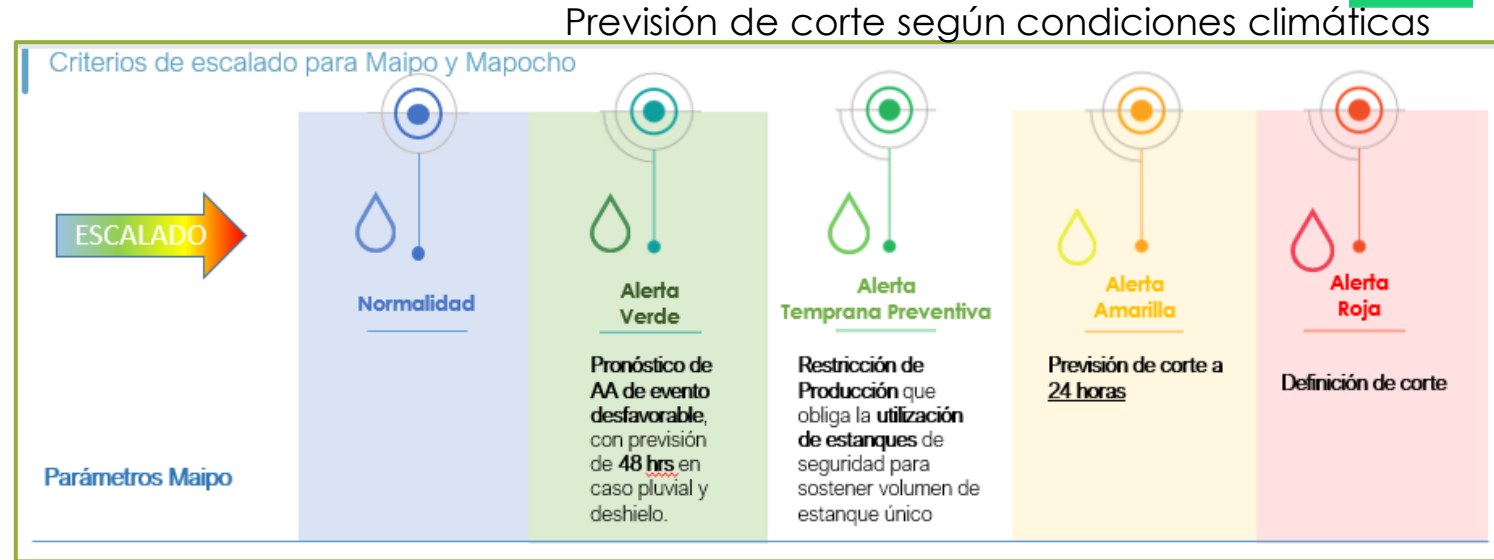 Previsión de corte según condiciones climáticas
Criterios de escalado para Maipo y Mapocho
ESCALADO
Normalidad
Alerta
Verde
Alerta
Temprana Preventiva
Alerta
Amarilla
Alerta
Roja
Parámetros Maipo
Pronóstico de
AA de evento
desfavorable,
con previsión
de 48 hrs en
caso pluvial y
deshielo.
Restricción de
Producción que
obliga la utilización
de estanques de
seguridad para
sostener volumen de
estanque único
Previsión de corte a
24 horas
Definición de corte